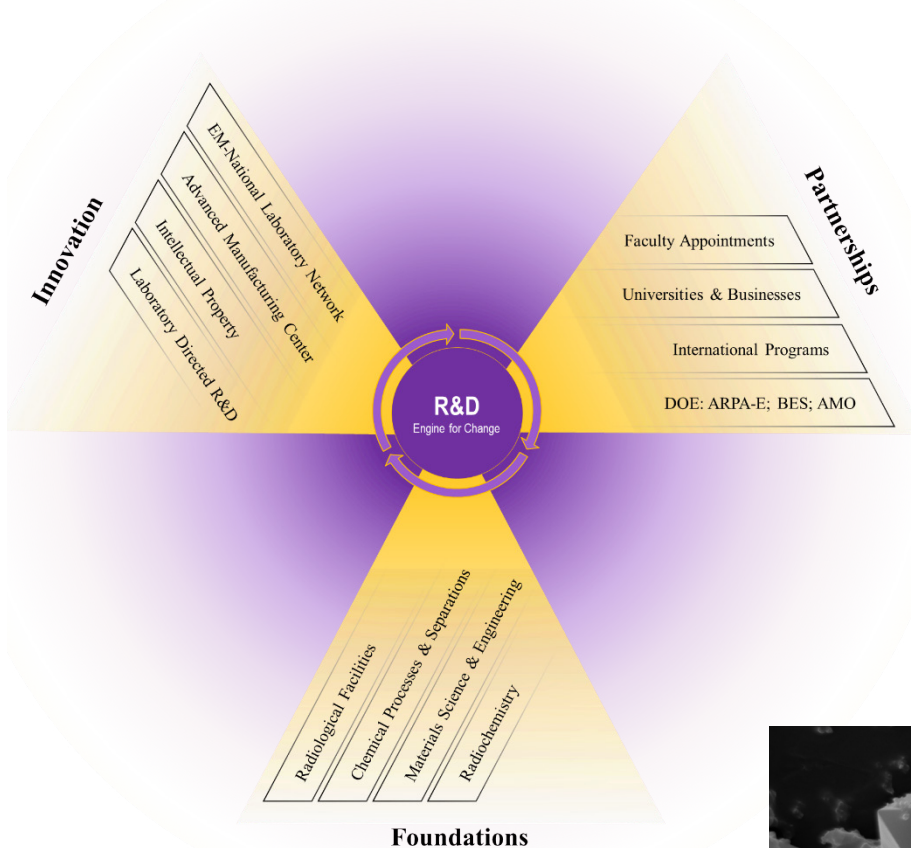 Innovation
EM-National Laboratory Network
Advanced Manufacturing Center
Intellectual Property
Laboratory Directed R&D
Partnerships
Faculty Appointments
Universities & Businesses
International Programs
DOE: ARPA-E; BES; AMO
R&D
Engine for Change
Radiological Facilities
Chemical Processes & Separations
Materials Science & Engineering
Radiochemistry
Foundations